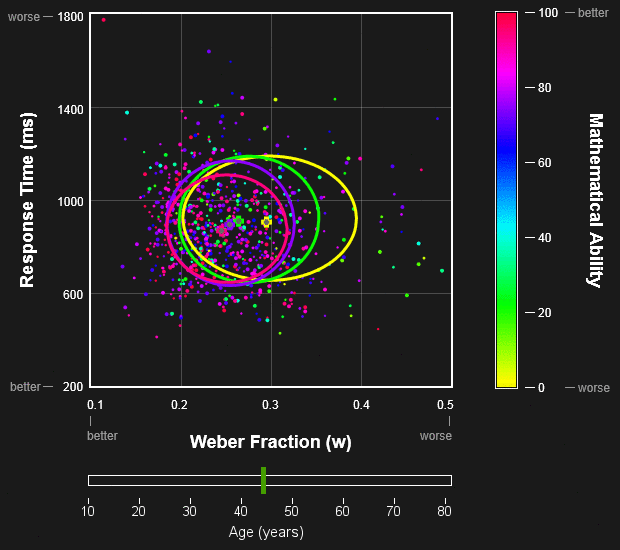 worse
1800
1400
1000
600
better
200
Response Time (ms)
0.1
0.2
0.3
0.4
0.5
better
worse
Weber Fraction (w)
10
20
30
40
50
60
70
80
Age (years)
100
better
80
60
40
20
0
worse
Mathematical Ability